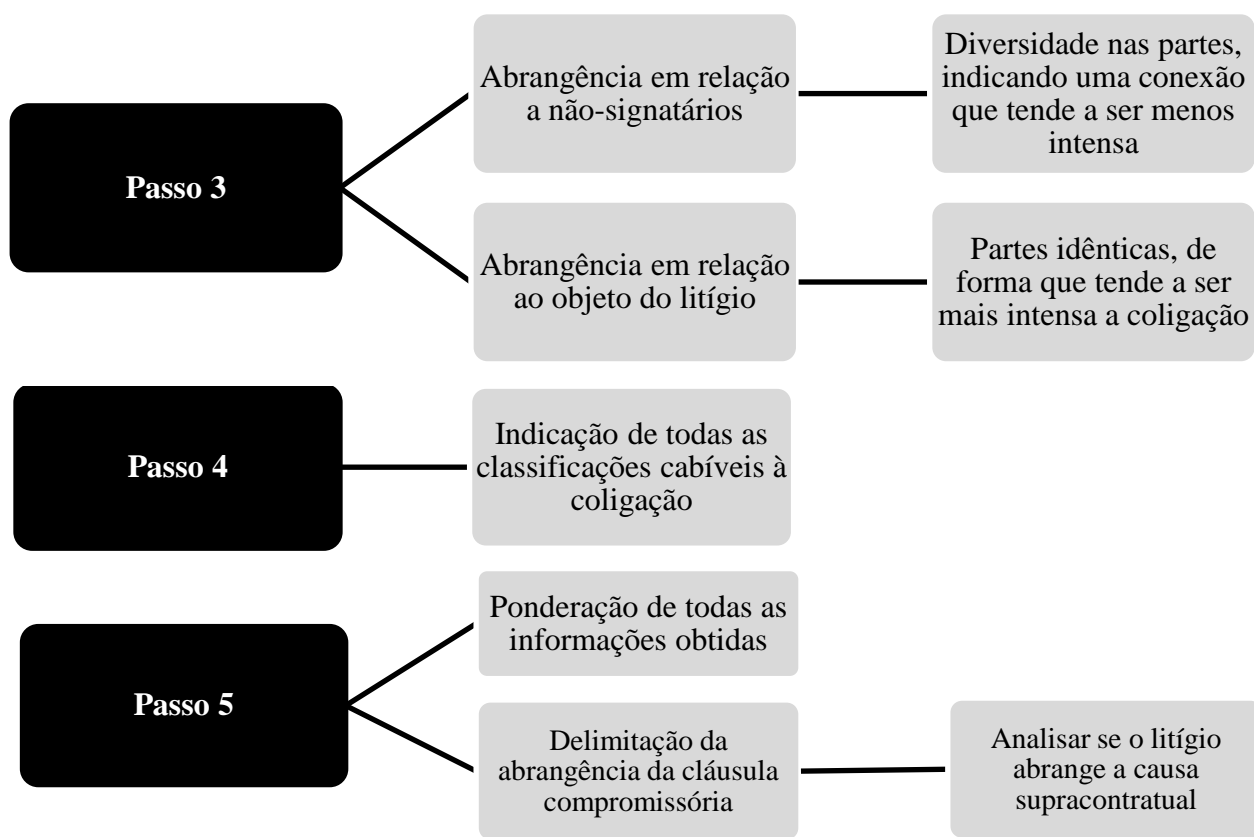 Passo 3
Abrangência em relação
a não-signatários
Diversidade nas partes,
indicando uma conexão
que tende a ser menos
intensa
Abrangência em relação
ao objeto do litígio
Partes idênticas, de
forma que tende a ser
mais intensa a coligação
Passo 4
Indicação de todas as
classificações cabíveis à
coligação
Passo 5
Ponderação de todas as
informações obtidas
Delimitação da
abrangência da cláusula
compromissória
Analisar se o litígio
abrange a causa
supracontratual